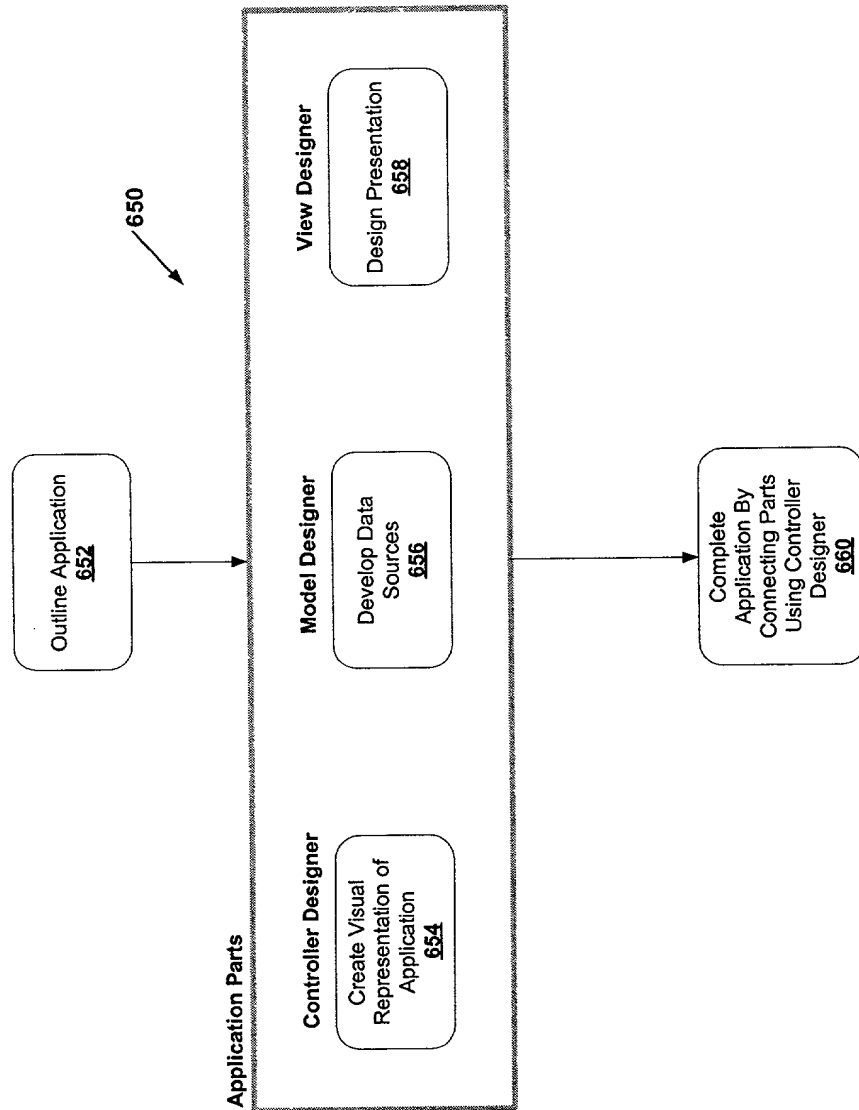 650
Outline Application
652
Application Parts
Controller Designer
Create Visual
Representation of
Application
654
Model Designer
Develop Data
Sources
656
View Designer
Design Presentation
658
Complete
Application By
Connecting Parts
Using Controller
Designer
660